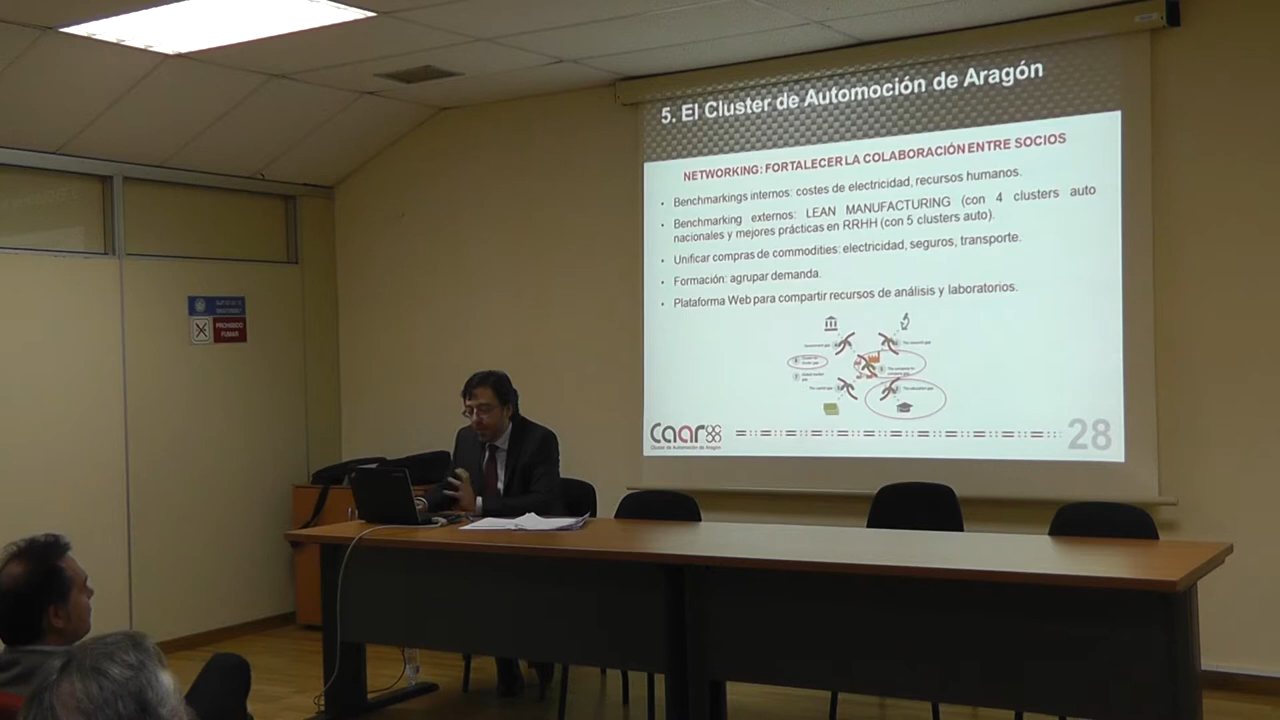 5. El Cluster de Automoción de Aragón
NETWORKING: FORTALECER LA COLABORACIÓN ENTRE SOCIOS
• Benchmarkings internos: costes de electricidad, recursos humanos.
• Benchmarking externos: LEAN MANUFACTURING (con 4 clusters auto
nacionales y mejores prácticas en RRHH (con 5 clusters auto).
• Unificar compras de commodities: electricidad, seguros, transporte.
• Formación: agrupar demanda.
• Plataforma Web para compartir recursos de análisis y laboratorios.
caar
Cluster de Automoción de Aragón
28
PROHIBIDO
FUMAR